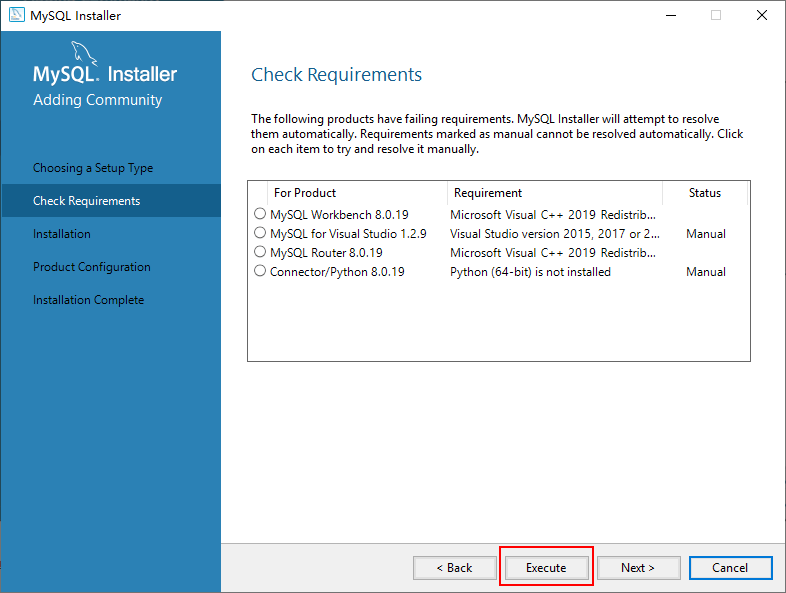 MySQL Installer
MySQL. Installer
Adding Community
Choosing a Setup Type
Check Requirements
Installation
Product Configuration
Installation Complete
Check Requirements
The following products have failing requirements. MySQL Installer will attempt to resolve
them automatically. Requirements marked as manual cannot be resolved automatically. Click
on each item to try and resolve it manually.
For Product Requirement Status
MySQL Workbench 8.0.19 Microsoft Visual C++ 2019 Redistrib...
MySQL for Visual Studio 1.2.9 Visual Studio version 2015, 2017 or 2... Manual
MySQL Router 8.0.19 Microsoft Visual C++ 2019 Redistrib...
Connector/Python 8.0.19 Python (64-bit) is not installed Manual
< Back Execute Next > Cancel